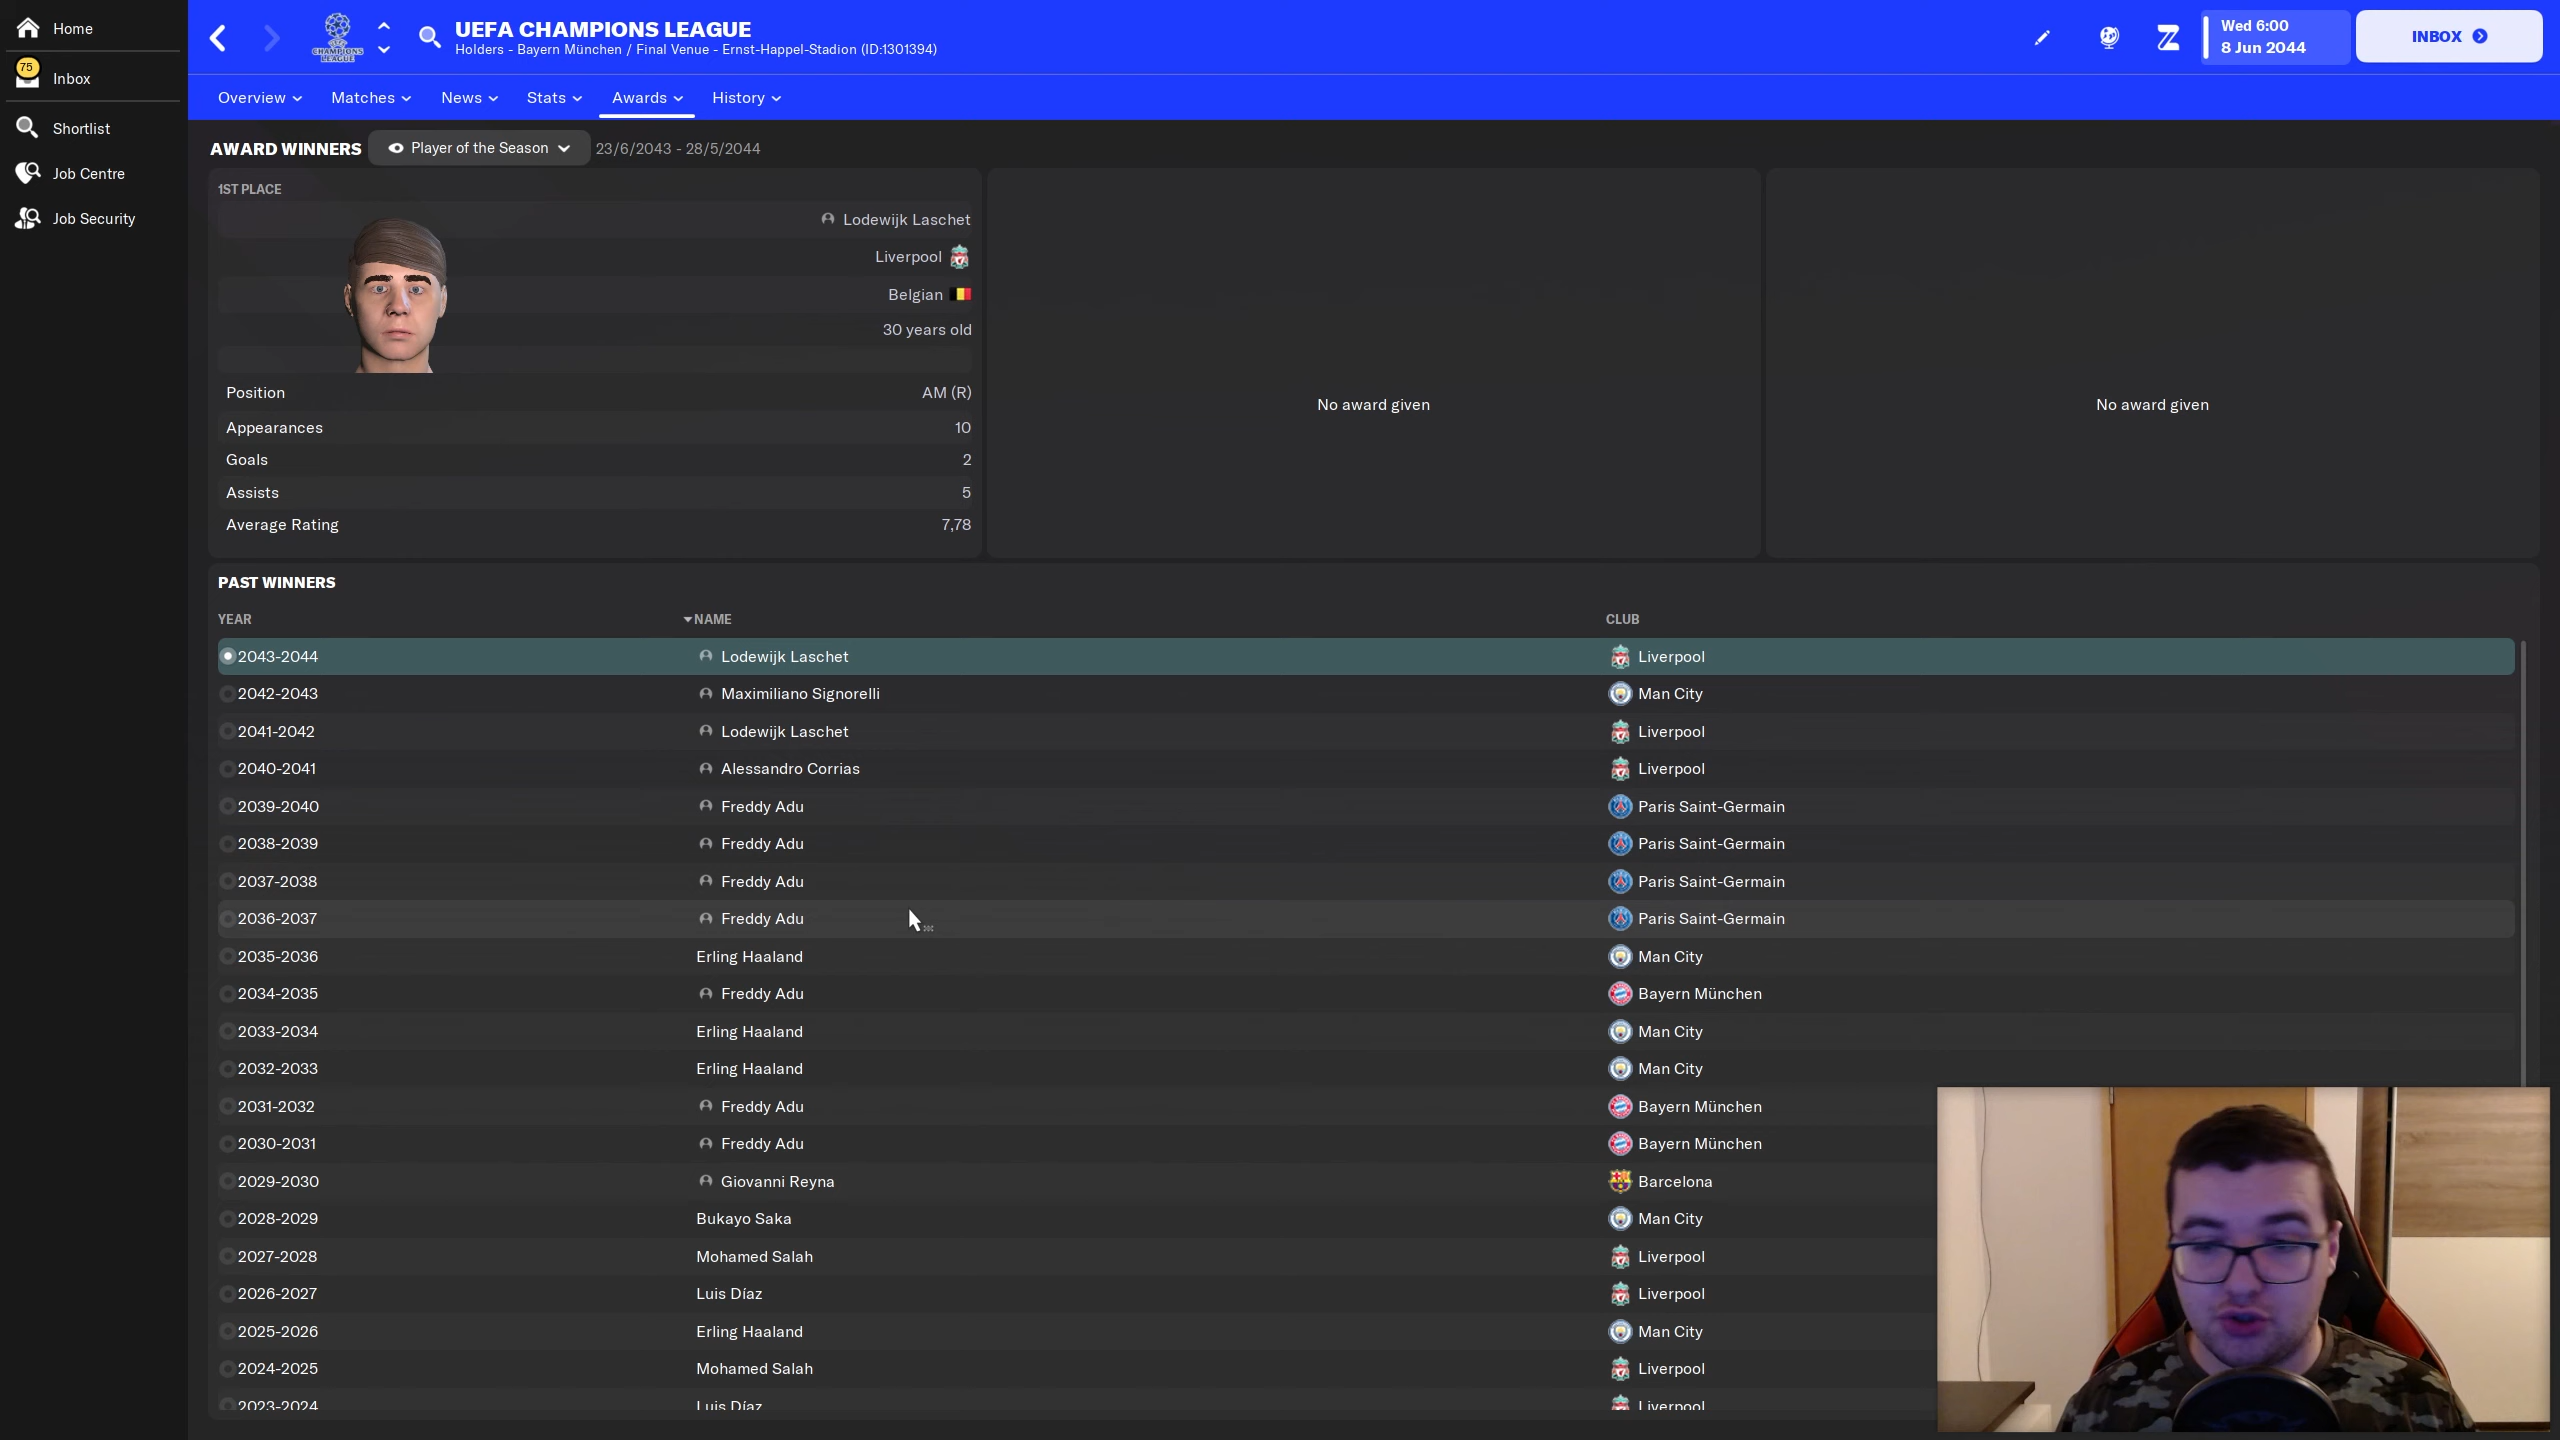 Home
75
Inbox
Shortlist
Job Centre
Job Security
CHAMPIONS
LEAGUE
UEFA CHAMPIONS LEAGUE
Holders - Bayern München / Final Venue - Ernst-Happel-Stadion (ID:1301394)
Wed 6:00
8 Jun 2044
INBOX
Overview
Matches
News
Stats
Awards
History
AWARD WINNERS
Player of the Season
23/6/2043 - 28/5/2044
1ST PLACE
Lodewijk Laschet
Liverpool
Belgian
30 years old
Position AM (R)
Appearances 10
Goals 2
Assists 5
Average Rating 7,78
No award given
No award given
PAST WINNERS
YEAR NAME CLUB
2043-2044 Lodewijk Laschet Liverpool
2042-2043 Maximiliano Signorelli Man City
2041-2042 Lodewijk Laschet Liverpool
2040-2041 Alessandro Corrias Liverpool
2039-2040 Freddy Adu Paris Saint-Germain
2038-2039 Freddy Adu Paris Saint-Germain
2037-2038 Freddy Adu Paris Saint-Germain
2036-2037 Freddy Adu Paris Saint-Germain
2035-2036 Erling Haaland Man City
2034-2035 Freddy Adu Bayern München
2033-2034 Erling Haaland Man City
2032-2033 Erling Haaland Man City
2031-2032 Freddy Adu Bayern München
2030-2031 Freddy Adu Bayern München
2029-2030 Giovanni Reyna Barcelona
2028-2029 Bukayo Saka Man City
2027-2028 Mohamed Salah Liverpool
2026-2027 Luis Díaz Liverpool
2025-2026 Erling Haaland Man City
2024-2025 Mohamed Salah Liverpool
2023-2024 Luis Díaz Liverpool